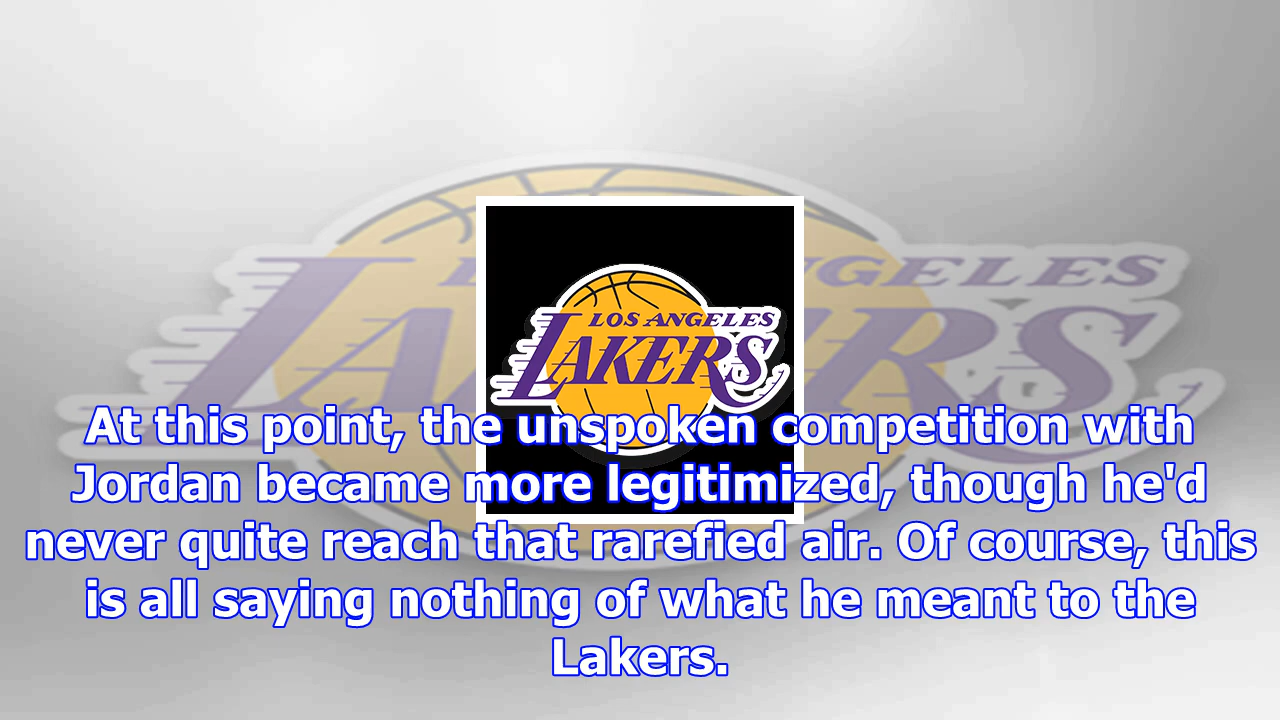 LOS ANGELES
LAKERS
At this point, the unspoken competition with
Jordan became more legitimized, though he'd
never quite reach that rarefied air. Of course, this
is all saying nothing of what he meant to the
Lakers.